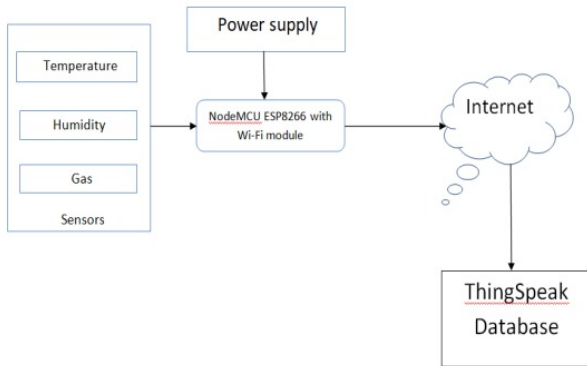 Power supply
Temperature
Humidity
Gas
Sensors
NodeMCU ESP8266 with
Wi-Fi module
Internet
ThingSpeak
Database